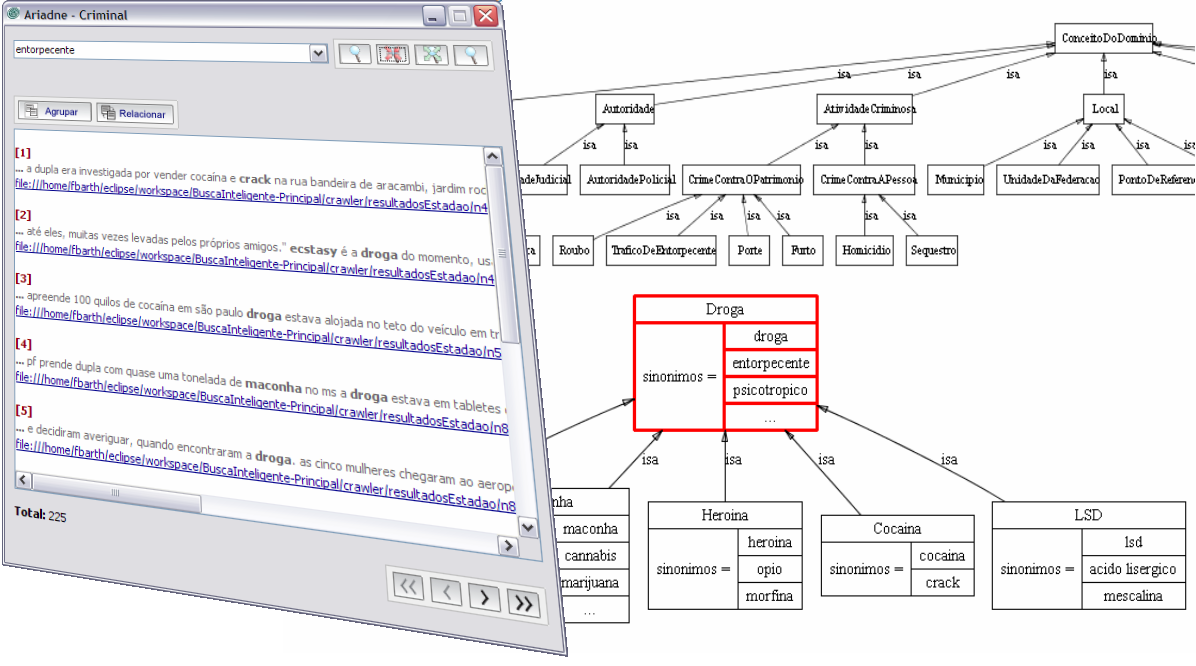 Ariadne - Criminal
entorpecente
Agrupar
Relacionar
[1]
... a dupla era investigada por vender cocaína e crack na rua bandeira de aracambi, jardim roc
file:///home/fbarth/eclipse/workspace/BuscaInteligente-Principal/crawler/resultadosEstadao/n4
[2]
... até eles, muitas vezes levadas pelos próprios amigos." ecstasy é a droga do momento, us
file:///home/fbarth/eclipse/workspace/BuscaInteligente-Principal/crawler/resultadosEstadao/n4
[3]
... apreende 100 quilos de cocaína em são paulo droga estava alojada no teto do veículo em tr
file:///home/fbarth/eclipse/workspace/BuscaInteligente-Principal/crawler/resultadosEstadao/n5
[4]
... pf prende dupla com quase uma tonelada de maconha no ms a droga estava em tabletes
file:///home/fbarth/eclipse/workspace/BuscaInteligente-Principal/crawler/resultadosEstadao/n8
[5]
... e decidiram averiguar, quando encontraram a droga. as cinco mulheres chegaram ao aerop
file:///home/fbarth/eclipse/workspace/BuscaInteligente-Principal/crawler/resultadosEstadao/n8
Total: 225
ConceitoDoDominio
isa isa isa isa
Autoridade AtividadeCriminosa Local
isa isa isa isa isa isa isa isa
adeJudicial AutoridadePolicial CrimeContraOPatrimonio CrimeContraAPessoa Municipio UnidadeDaFederacao PontoDeReferenc
isa isa isa isa isa isa
ca Roubo TraficoDeEntorpecente Porte Furto Homicidio Sequestro
Droga
sinonimos =
droga
entorpecente
psicotropico
...
isa isa isa isa
nha
maconha
cannabis
marijuana
...
Heroina
sinonimos =
heroina
opio
morfina
Cocaina
sinonimos =
cocaina
crack
LSD
sinonimos =
lsd
acido lisergico
mescalina